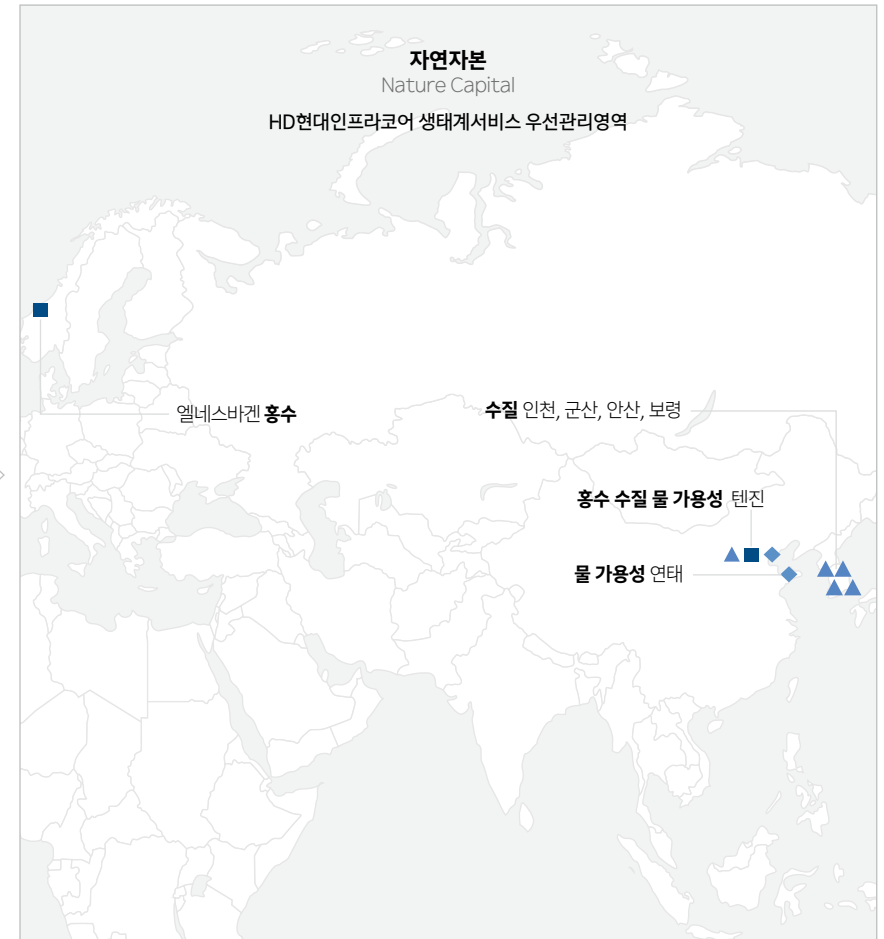 자연자본
Nature Capital
HD현대인프라코어 생태계서비스 우선관리영역
엘네스바겐 홍수
수질 인천, 군산, 안산, 보령
홍수 수질 물 가용성 텐진
물 가용성 연태